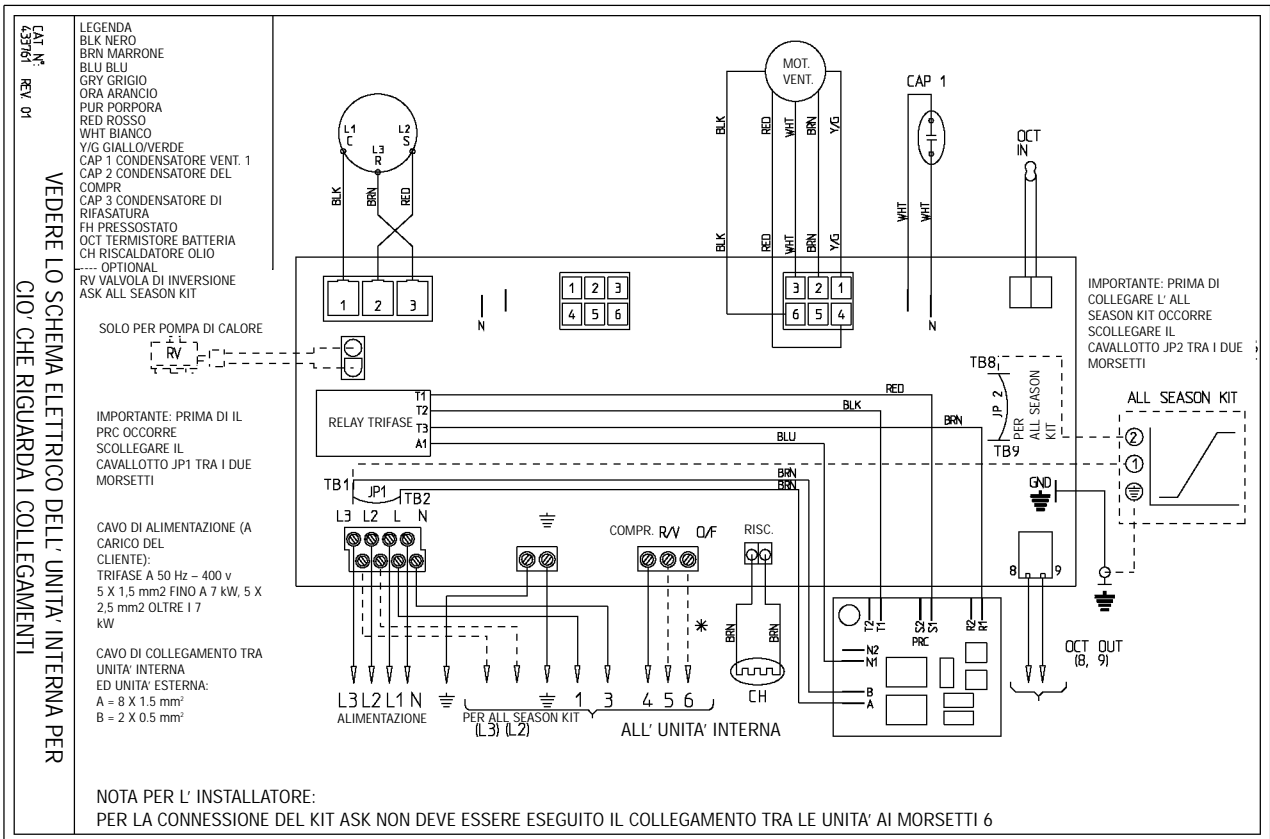 CAT N°
433761 REV. 01
VEDERE LO SCHEMA ELETTRICO DELL' UNITA' INTERNA PER
CIO' CHE RIGUARDA I COLLEGAMENTI
LEGENDA
BLK NERO
BRN MARRONE
BLU BLU
GRY GRIGIO
ORA ARANCIO
PUR PORPORA
RED ROSSO
WHT BIANCO
Y/G GIALLO/VERDE
CAP 1 CONDENSATORE VENT. 1
CAP 2 CONDENSATORE DEL
COMPR
CAP 3 CONDENSATORE DI
RIFASATURA
FH PRESSOSTATO
OCT TERMISTORE BATTERIA
CH RISCALDATORE OLIO
---- OPTIONAL
RV VALVOLA DI INVERSIONE
ASK ALL SEASON KIT
SOLO PER POMPA DI CALORE
RV
L1 L2
C S
L3
R
BLK BRN RED
1 2 3
N
1 2 3
4 5 6
MOT.
VENT.
BLK RED WHT BRN Y/G
BLK RED WHT BRN Y/G
3 2 1
6 5 4
CAP 1
WHT WHT
N
OCT
IN
IMPORTANTE: PRIMA DI
COLLEGARE L' ALL
SEASON KIT OCCORRE
SCOLLEGARE IL
CAVALLOTTO JP2 TRA I DUE
MORSETTI
ALL SEASON KIT
2
1
TB8
JP 2
PER
ALL SEASON
KIT
TB9
GND
IMPORTANTE: PRIMA DI IL
PRC OCCORRE
SCOLLEGARE IL
CAVALLOTTO JP1 TRA I DUE
MORSETTI
RELAY TRIFASE
T1
T2
T3
A1
RED
BLK
BRN
BLU
BRN
BRN
TB1 JP1 TB2
L3 L2 L N
COMPR. R/V O/F
RISC.
8 9
CAVO DI ALIMENTAZIONE (A
CARICO DEL
CLIENTE):
TRIFASE A 50 Hz – 400 v
5 X 1,5 mm2 FINO A 7 kW, 5 X
2,5 mm2 OLTRE I 7
kW
CAVO DI COLLEGAMENTO TRA
UNITA' INTERNA
ED UNITA' ESTERNA:
A = 8 X 1.5 mm²
B = 2 X 0.5 mm²
*
BRN BRN
CH
T2 T1 S2 S1 R2 R1
PRC
N2
N1
B
A
OCT OUT
(8, 9)
L3 L2 L1 N
ALIMENTAZIONE
PER ALL SEASON KIT
(L3) (L2)
1 3 4 5 6
ALL' UNITA' INTERNA
NOTA PER L' INSTALLATORE:
PER LA CONNESSIONE DEL KIT ASK NON DEVE ESSERE ESEGUITO IL COLLEGAMENTO TRA LE UNITA' AI MORSETTI 6